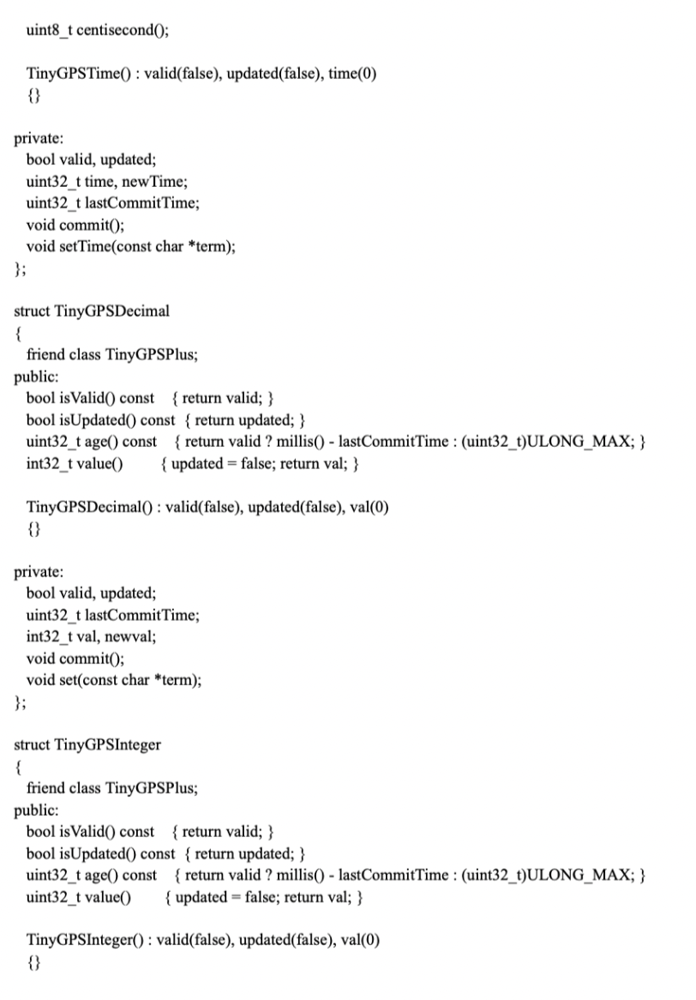 uint8_t centisecond();
TinyGPSTime() : valid(false), updated(false), time(0)
{}
private:
bool valid, updated;
uint32_t time, newTime;
uint32_t lastCommitTime;
void commit();
void setTime(const char *term);
};
struct TinyGPSDecimal
{
friend class TinyGPSPlus;
public:
bool isValid() const { return valid; }
bool isUpdated() const { return updated; }
uint32_t age() const { return valid ? millis() - lastCommitTime : (uint32_t)ULONG_MAX; }
int32_t value() { updated = false; return val; }
TinyGPSDecimal() : valid(false), updated(false), val(0)
{}
private:
bool valid, updated;
uint32_t lastCommitTime;
int32_t val, newval;
void commit();
void set(const char *term);
};
struct TinyGPSInteger
{
friend class TinyGPSPlus;
public:
bool isValid() const { return valid; }
bool isUpdated() const { return updated; }
uint32_t age() const { return valid ? millis() - lastCommitTime : (uint32_t)ULONG_MAX; }
uint32_t value() { updated = false; return val; }
TinyGPSInteger() : valid(false), updated(false), val(0)
{}